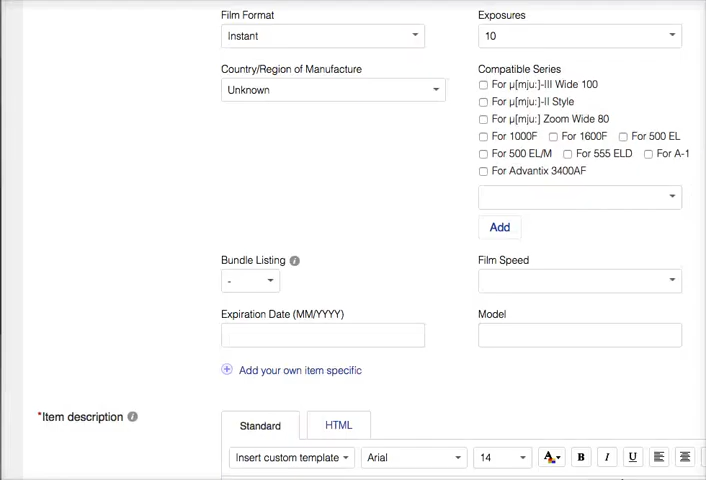 Film Format
Exposures
Instant
10
Country/Region of Manufacture
Compatible Series
Unknown
For µ[mju:]-III Wide 100
For µ[mju:]-II Style
For µ[mju:] Zoom Wide 80
For 1000F For 1600F For 500 EL
For 500 EL/M For 555 ELD For A-1
For Advantix 3400AF
Add
Bundle Listing i
Film Speed
-
Expiration Date (MM/YYYY)
Model
Add your own item specific
*Item description i
Standard HTML
Insert custom template Arial 14 A B I U